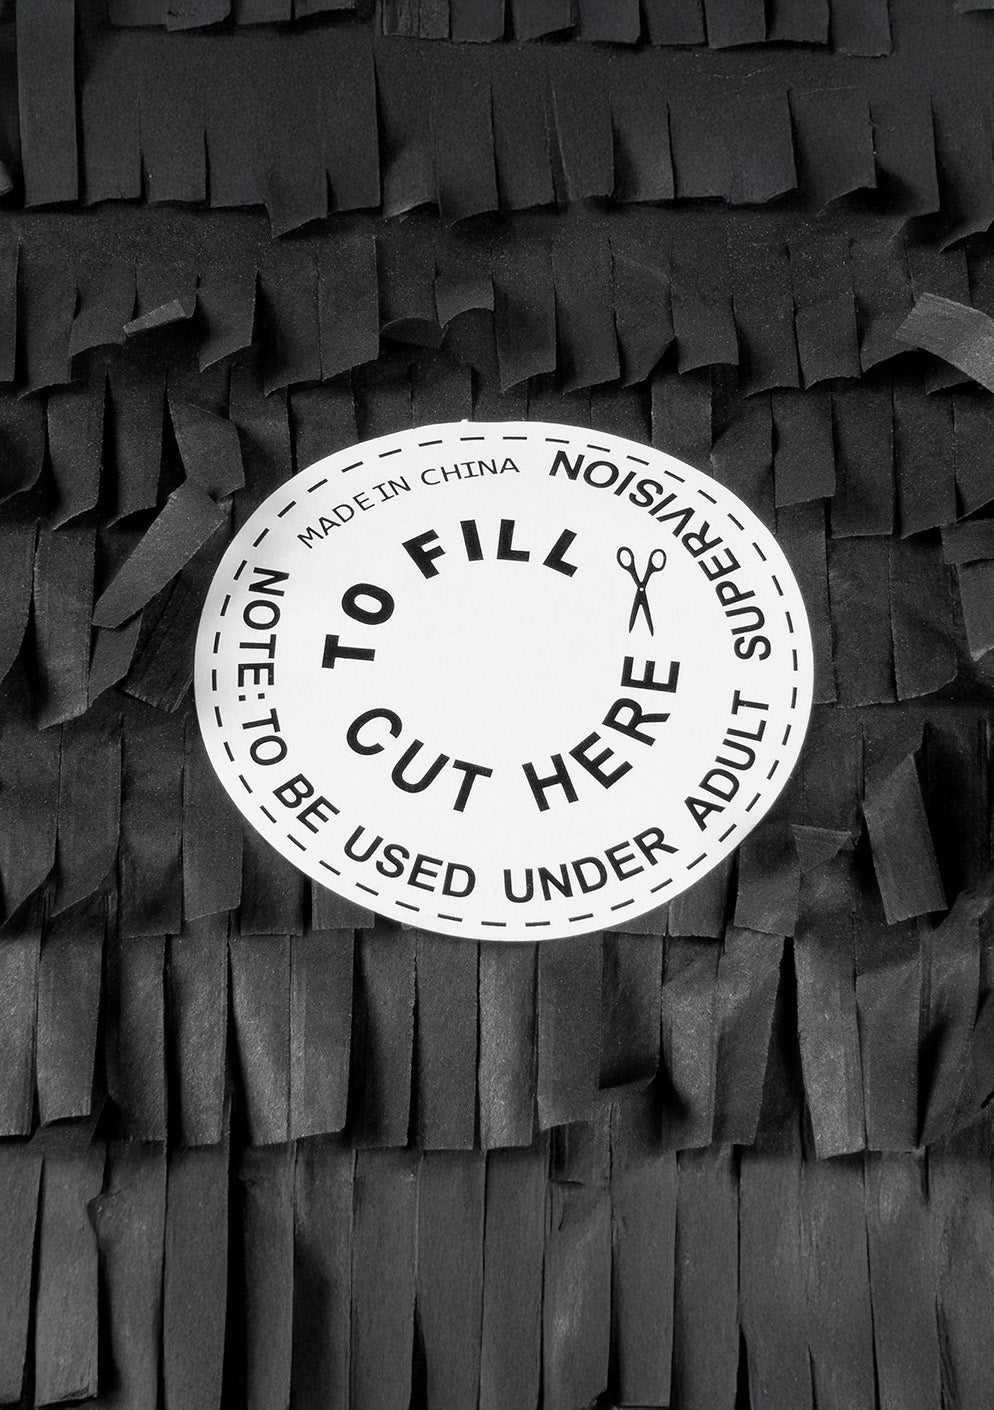 MADE IN CHINA
TO FILL
CUT HERE
NOTE: TO BE USED UNDER ADULT SUPERVISION